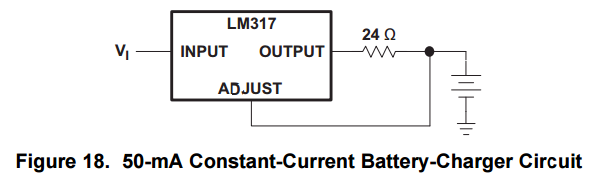 LM317
24 Ω
VI
INPUT
OUTPUT
ADJUST
Figure 18. 50-mA Constant-Current Battery-Charger Circuit